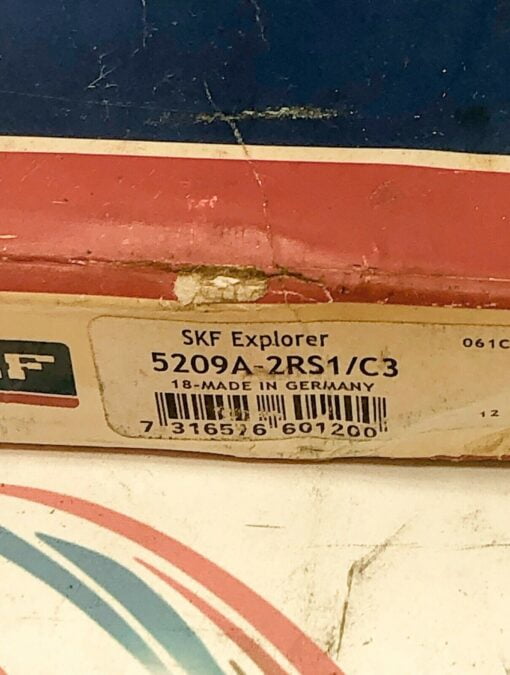 SKF Explorer
5209A-2RS1/C3
18-MADE IN GERMANY
7 316576 601200
061C
12